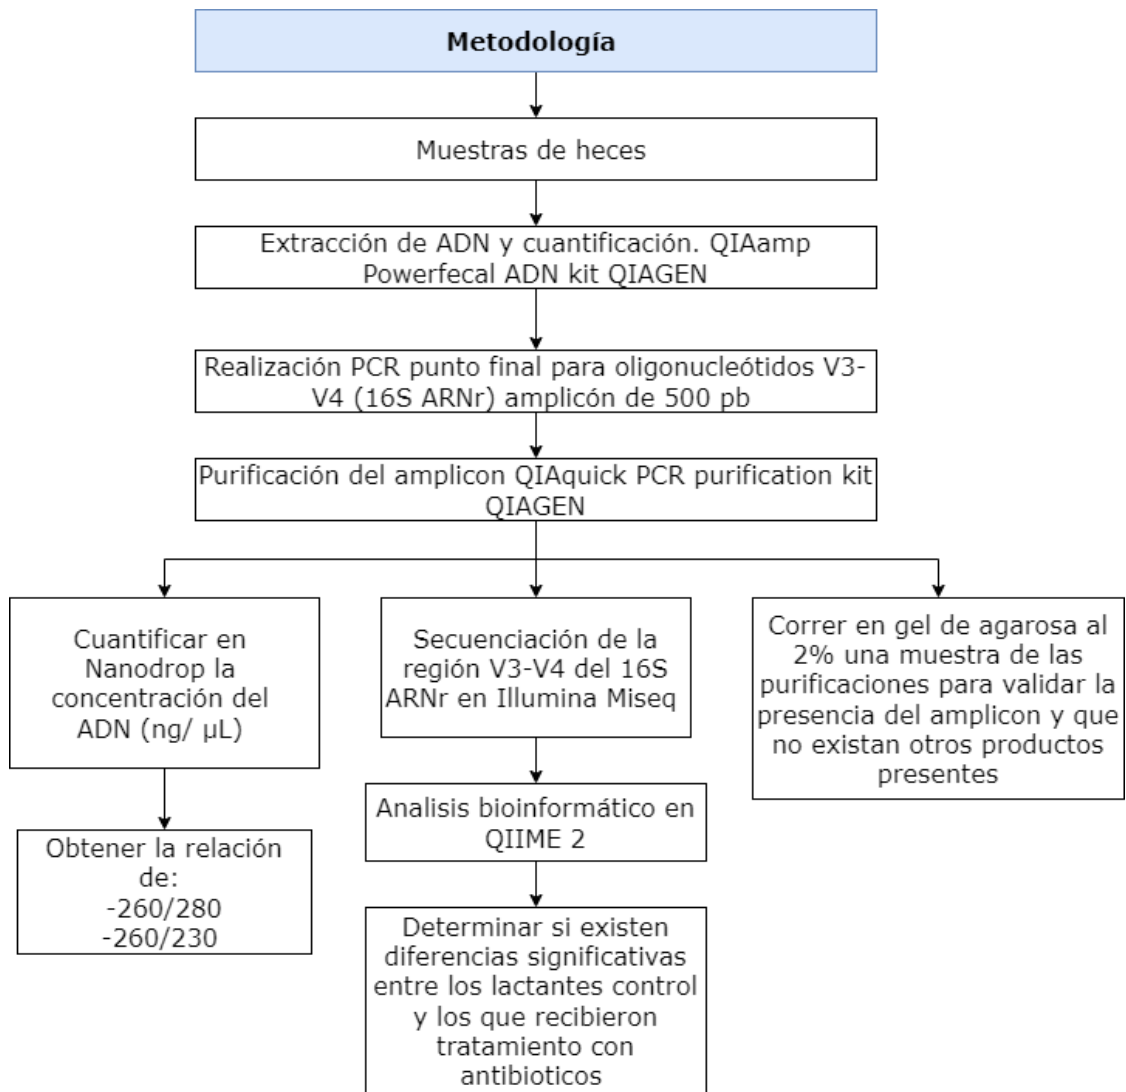 Metodología
Muestras de heces
Extracción de ADN y cuantificación. QIAamp
Powerfecal ADN kit QIAGEN
Realización PCR punto final para oligonucleótidos V3-
V4 (16S ARNr) amplicón de 500 pb
Purificación del amplicon QIAquick PCR purification kit
QIAGEN
Cuantificar en
Nanodrop la
concentración del
ADN (ng/ µL)
Obtener la relación
de:
-260/280
-260/230
Secuenciación de la
región V3-V4 del 16S
ARNr en Illumina Miseq
Analisis bioinformático en
QIIME 2
Determinar si existen
diferencias significativas
entre los lactantes control
y los que recibieron
tratamiento con
antibioticos
Correr en gel de agarosa al
2% una muestra de las
purificaciones para validar la
presencia del amplicon y que
no existan otros productos
presentes